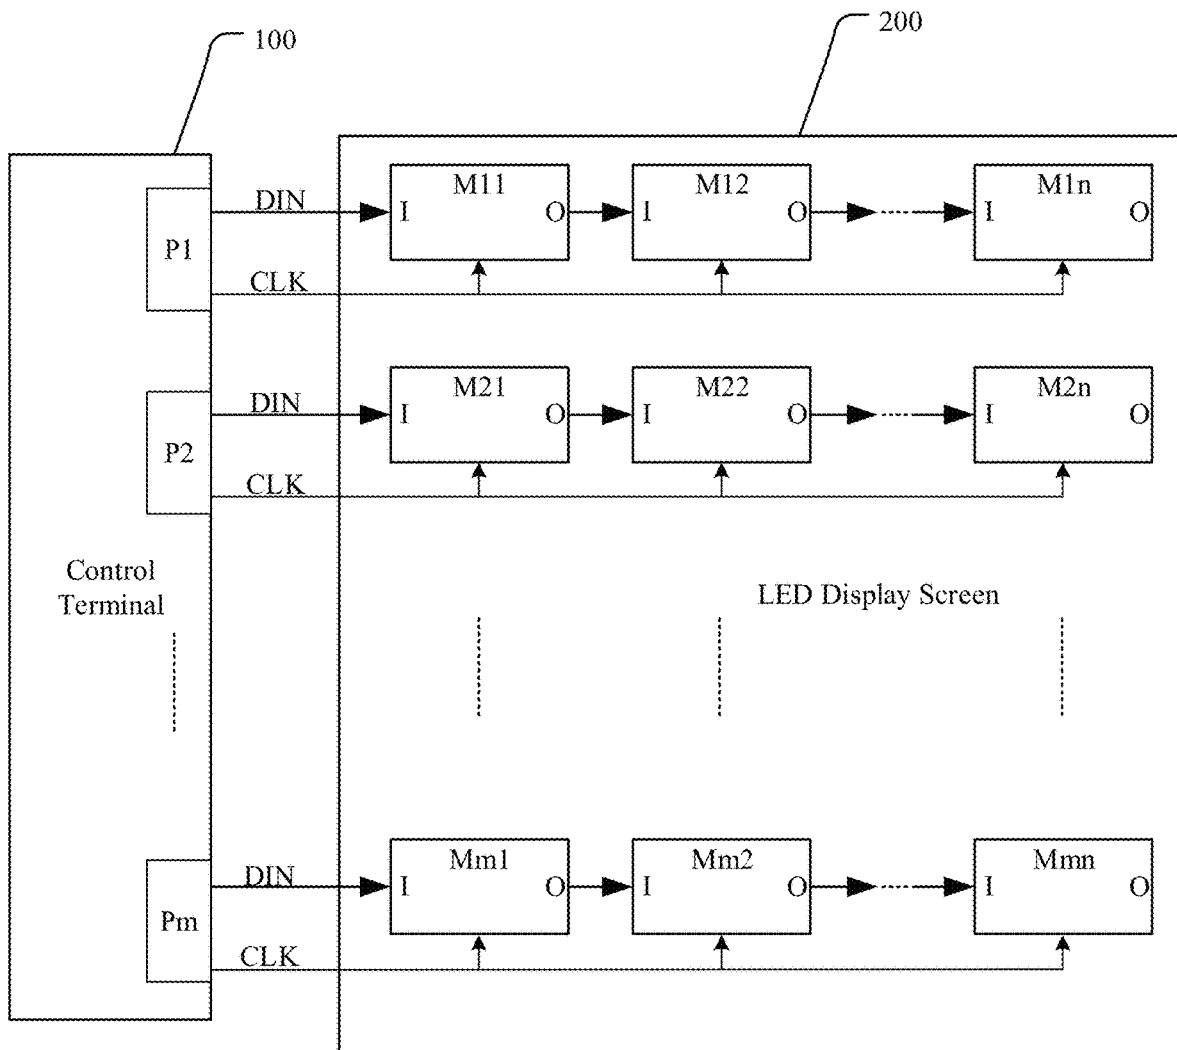 100
200
P1
DIN
CLK
M11
I
O
M12
I
O
M1n
I
O
P2
DIN
CLK
M21
I
O
M22
I
O
M2n
I
O
Control
Terminal
LED Display Screen
Pm
DIN
CLK
Mm1
I
O
Mm2
I
O
Mmn
I
O